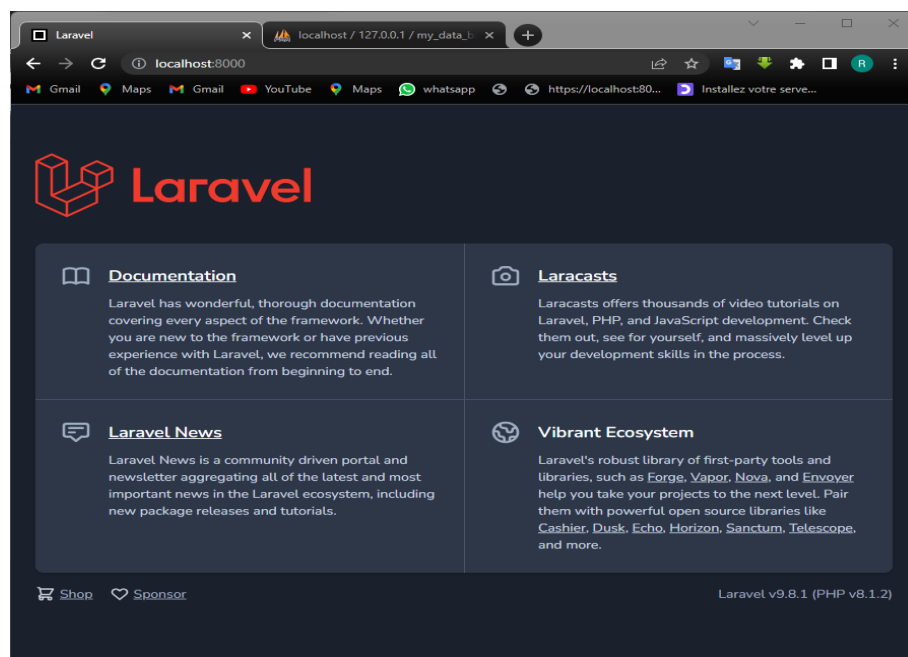 Laravel
localhost / 127.0.0.1 / my_data_b
localhost:8000
R
Gmail Maps Gmail YouTube Maps whatsapp https://localhost:80... Installez votre serve...
Laravel
Documentation
Laravel has wonderful, thorough documentation
covering every aspect of the framework. Whether
you are new to the framework or have previous
experience with Laravel, we recommend reading all
of the documentation from beginning to end.
Laracasts
Laracasts offers thousands of video tutorials on
Laravel, PHP, and JavaScript development. Check
them out, see for yourself, and massively level up
your development skills in the process.
Laravel News
Laravel News is a community driven portal and
newsletter aggregating all of the latest and most
important news in the Laravel ecosystem, including
new package releases and tutorials.
Vibrant Ecosystem
Laravel's robust library of first-party tools and
libraries, such as Forge, Vapor, Nova, and Envoyer
help you take your projects to the next level. Pair
them with powerful open source libraries like
Cashier, Dusk, Echo, Horizon, Sanctum, Telescope,
and more.
Shop Sponsor
Laravel v9.8.1 (PHP v8.1.2)